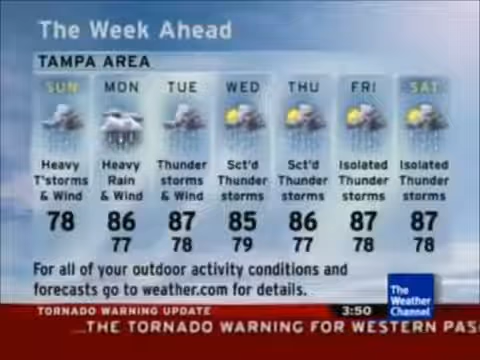 The Week Ahead
TAMPA AREA
SUN MON TUE WED THU FRI SAT
Heavy T'storms & Wind
Heavy Rain & Wind
Thunder storms & Wind
Sct'd Thunder storms
Sct'd Thunder storms
Isolated Thunder storms
Isolated Thunder storms
78 86 87 85 86 87 87
77 78 79 77 78 78
For all of your outdoor activity conditions and
forecasts go to weather.com for details.
The
Weather
Channel
TORNADO WARNING UPDATE 3:50
...THE TORNADO WARNING FOR WESTERN PAS